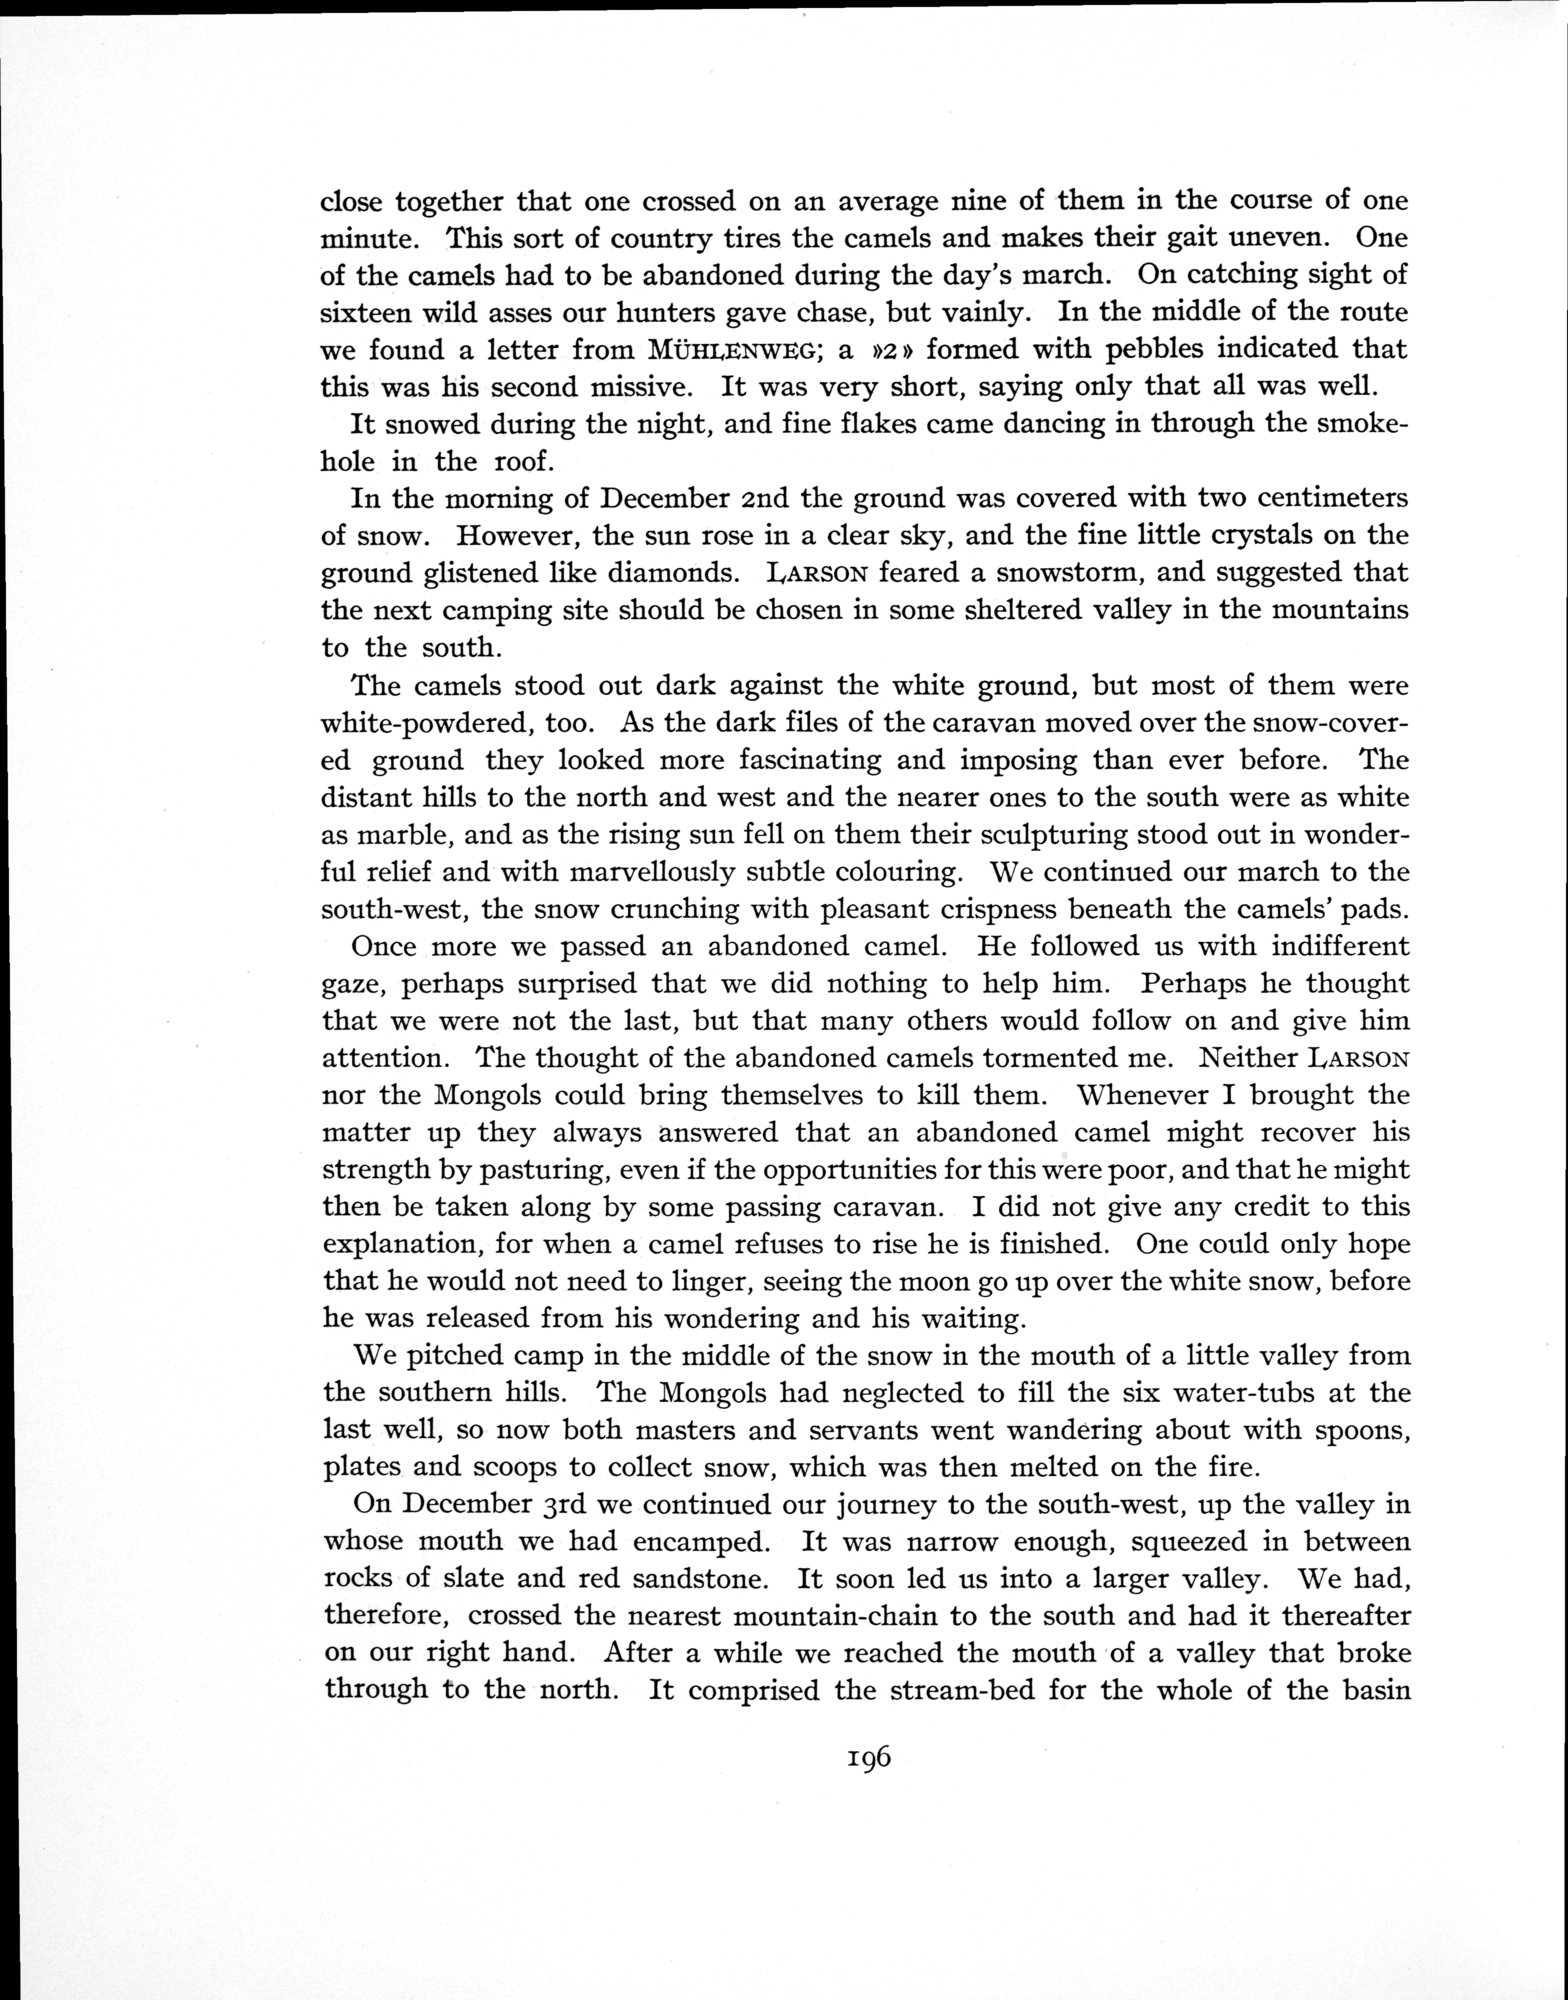 close together that one crossed on an average nine of them in the course of one
minute. This sort of country tires the camels and makes their gait uneven. One
of the camels had to be abandoned during the day's march. On catching sight of
sixteen wild asses our hunters gave chase, but vainly. In the middle of the route
we found a letter from MÜHLENWEG; a »2» formed with pebbles indicated that
this was his second missive. It was very short, saying only that all was well.
It snowed during the night, and fine flakes came dancing in through the smoke-
hole in the roof.
In the morning of December 2nd the ground was covered with two centimeters
of snow. However, the sun rose in a clear sky, and the fine little crystals on the
ground glistened like diamonds. LARSON feared a snowstorm, and suggested that
the next camping site should be chosen in some sheltered valley in the mountains
to the south.
The camels stood out dark against the white ground, but most of them were
white-powdered, too. As the dark files of the caravan moved over the snow-cover-
ed ground they looked more fascinating and imposing than ever before. The
distant hills to the north and west and the nearer ones to the south were as white
as marble, and as the rising sun fell on them their sculpturing stood out in wonder-
ful relief and with marvellously subtle colouring. We continued our march to the
south-west, the snow crunching with pleasant crispness beneath the camels' pads.
Once more we passed an abandoned camel. He followed us with indifferent
gaze, perhaps surprised that we did nothing to help him. Perhaps he thought
that we were not the last, but that many others would follow on and give him
attention. The thought of the abandoned camels tormented me. Neither LARSON
nor the Mongols could bring themselves to kill them. Whenever I brought the
matter up they always answered that an abandoned camel might recover his
strength by pasturing, even if the opportunities for this were poor, and that he might
then be taken along by some passing caravan. I did not give any credit to this
explanation, for when a camel refuses to rise he is finished. One could only hope
that he would not need to linger, seeing the moon go up over the white snow, before
he was released from his wondering and his waiting.
We pitched camp in the middle of the snow in the mouth of a little valley from
the southern hills. The Mongols had neglected to fill the six water-tubs at the
last well, so now both masters and servants went wandering about with spoons,
plates and scoops to collect snow, which was then melted on the fire.
On December 3rd we continued our journey to the south-west, up the valley in
whose mouth we had encamped. It was narrow enough, squeezed in between
rocks of slate and red sandstone. It soon led us into a larger valley. We had,
therefore, crossed the nearest mountain-chain to the south and had it thereafter
on our right hand. After a while we reached the mouth of a valley that broke
through to the north. It comprised the stream-bed for the whole of the basin
196